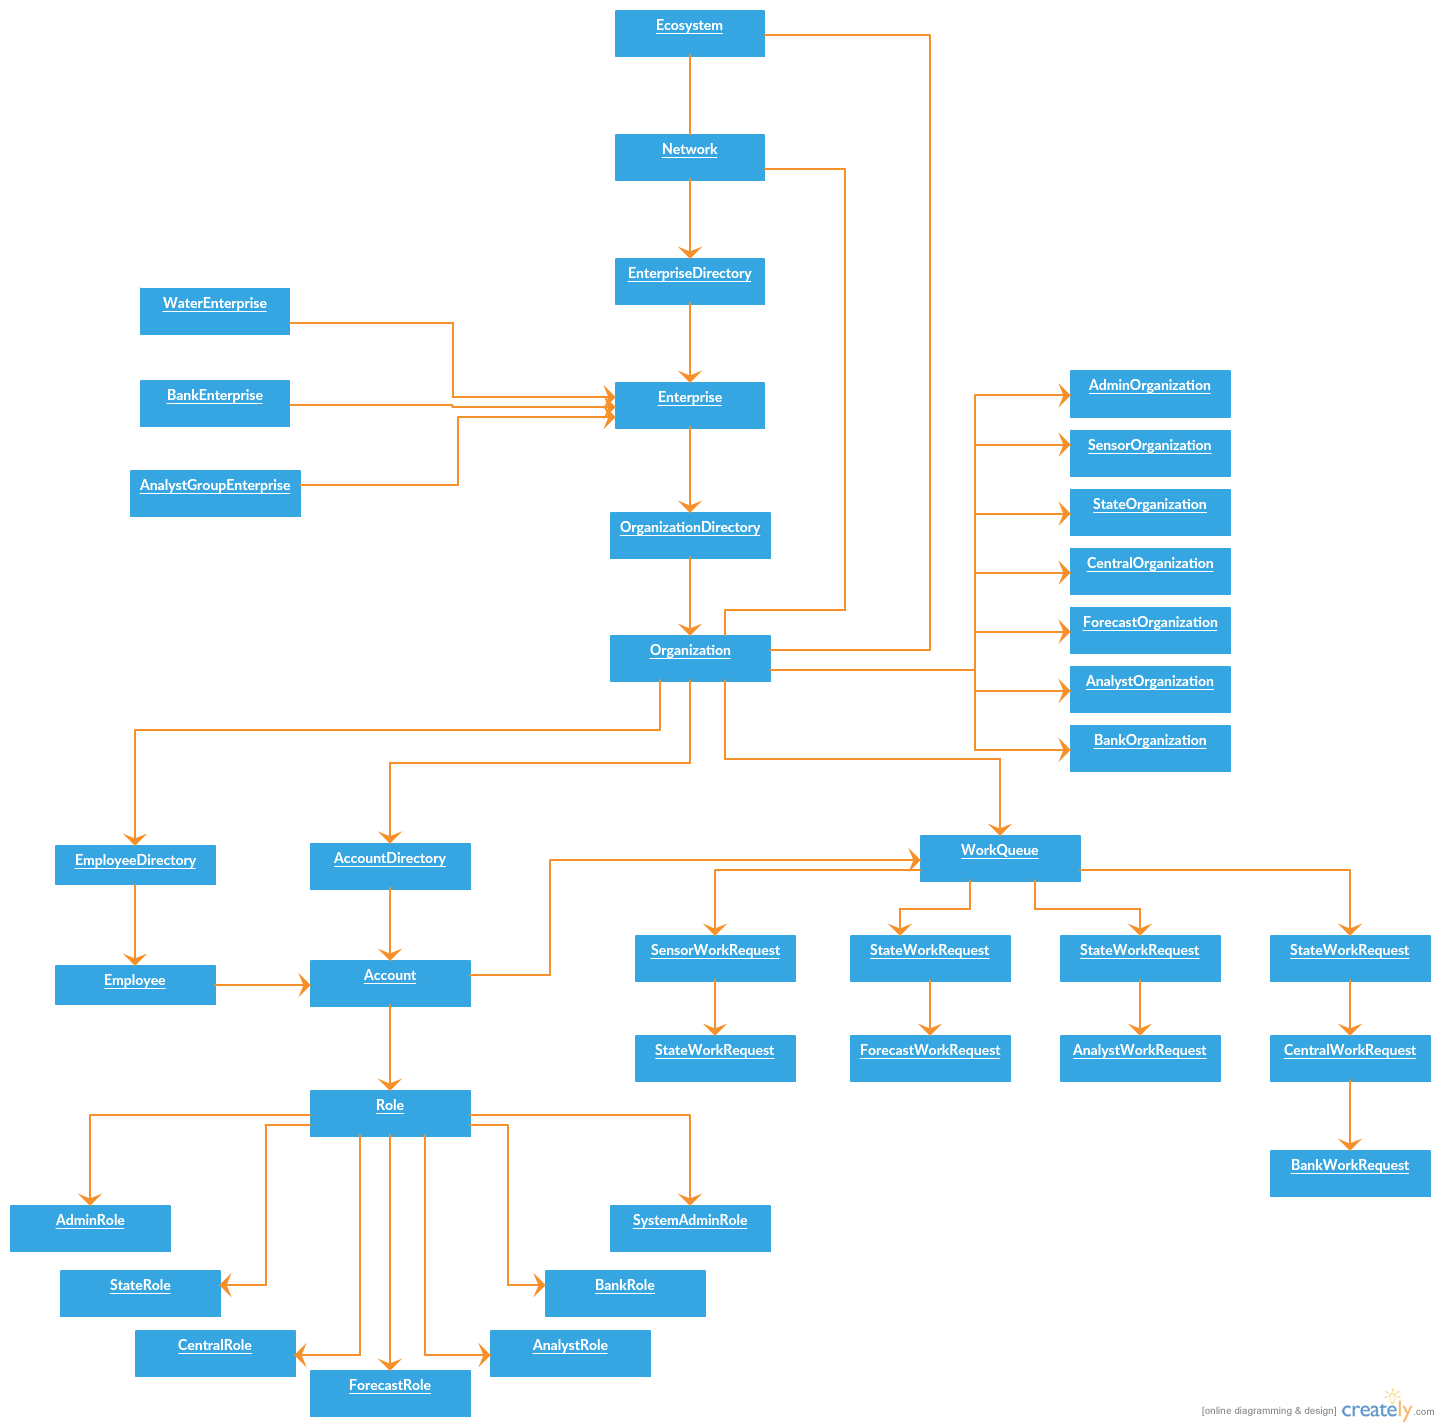 Ecosystem
Network
EnterpriseDirectory
WaterEnterprise
BankEnterprise
Enterprise
AnalystGroupEnterprise
OrganizationDirectory
Organization
AdminOrganization
SensorOrganization
StateOrganization
CentralOrganization
ForecastOrganization
AnalystOrganization
BankOrganization
EmployeeDirectory
AccountDirectory
WorkQueue
Employee
Account
SensorWorkRequest
StateWorkRequest
StateWorkRequest
StateWorkRequest
StateWorkRequest
ForecastWorkRequest
AnalystWorkRequest
CentralWorkRequest
BankWorkRequest
Role
AdminRole
SystemAdminRole
StateRole
BankRole
CentralRole
AnalystRole
ForecastRole
[online diagramming & design] creately.com